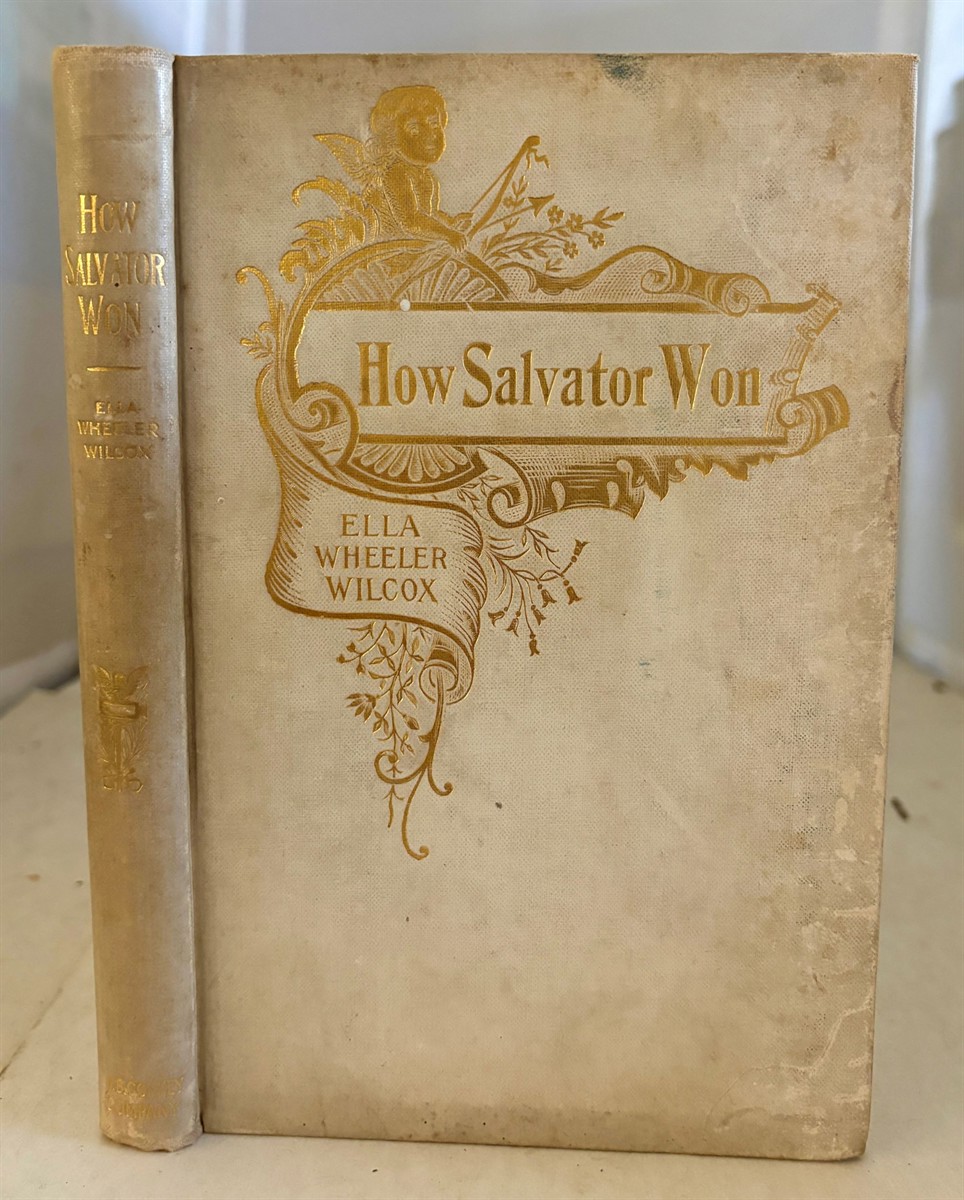 How
Salvator
Won
Ella
Wheeler
Wilcox
How Salvator Won
Ella
Wheeler
Wilcox